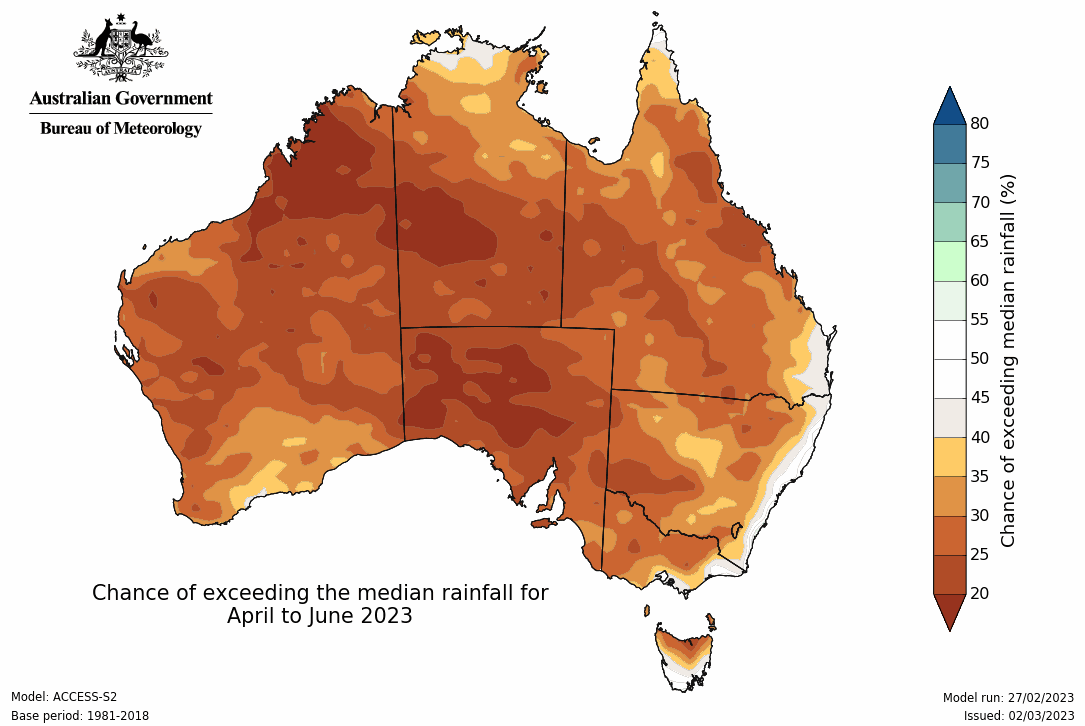 AUSTRALIA
Australian Government
Bureau of Meteorology
80
75
70
65
60
55
50
45
40
35
30
25
20
Chance of exceeding median rainfall (%)
Chance of exceeding the median rainfall for
April to June 2023
Model: ACCESS-S2
Base period: 1981-2018
Model run: 27/02/2023
Issued: 02/03/2023